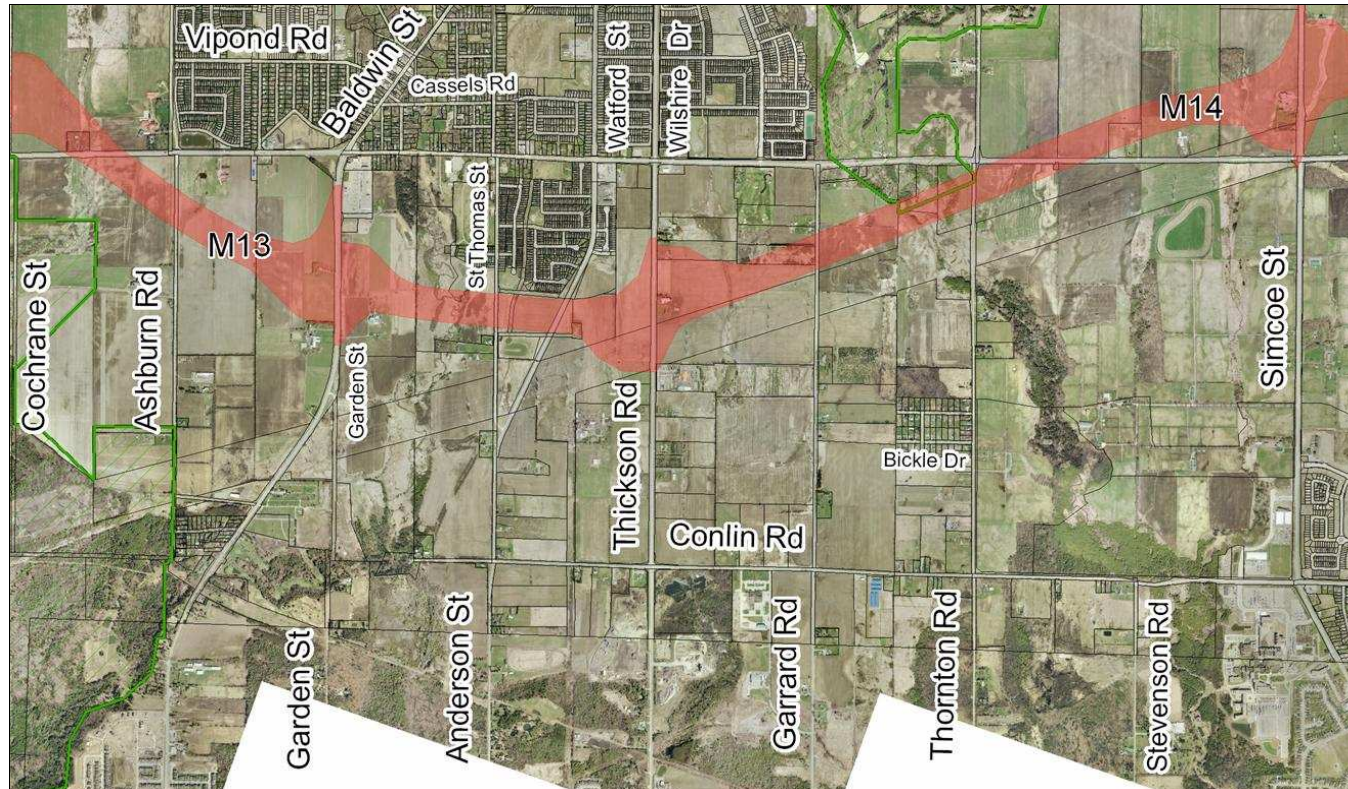 Vipond Rd
Baldwin St
Cassels Rd
Watford St
Wilshire Dr
M14
M13
St Thomas St
Cochrane St
Ashburn Rd
Garden St
Simcoe St
Thickson Rd
Bickle Dr
Conlin Rd
Garden St
Anderson St
Garrard Rd
Thornton Rd
Stevenson Rd